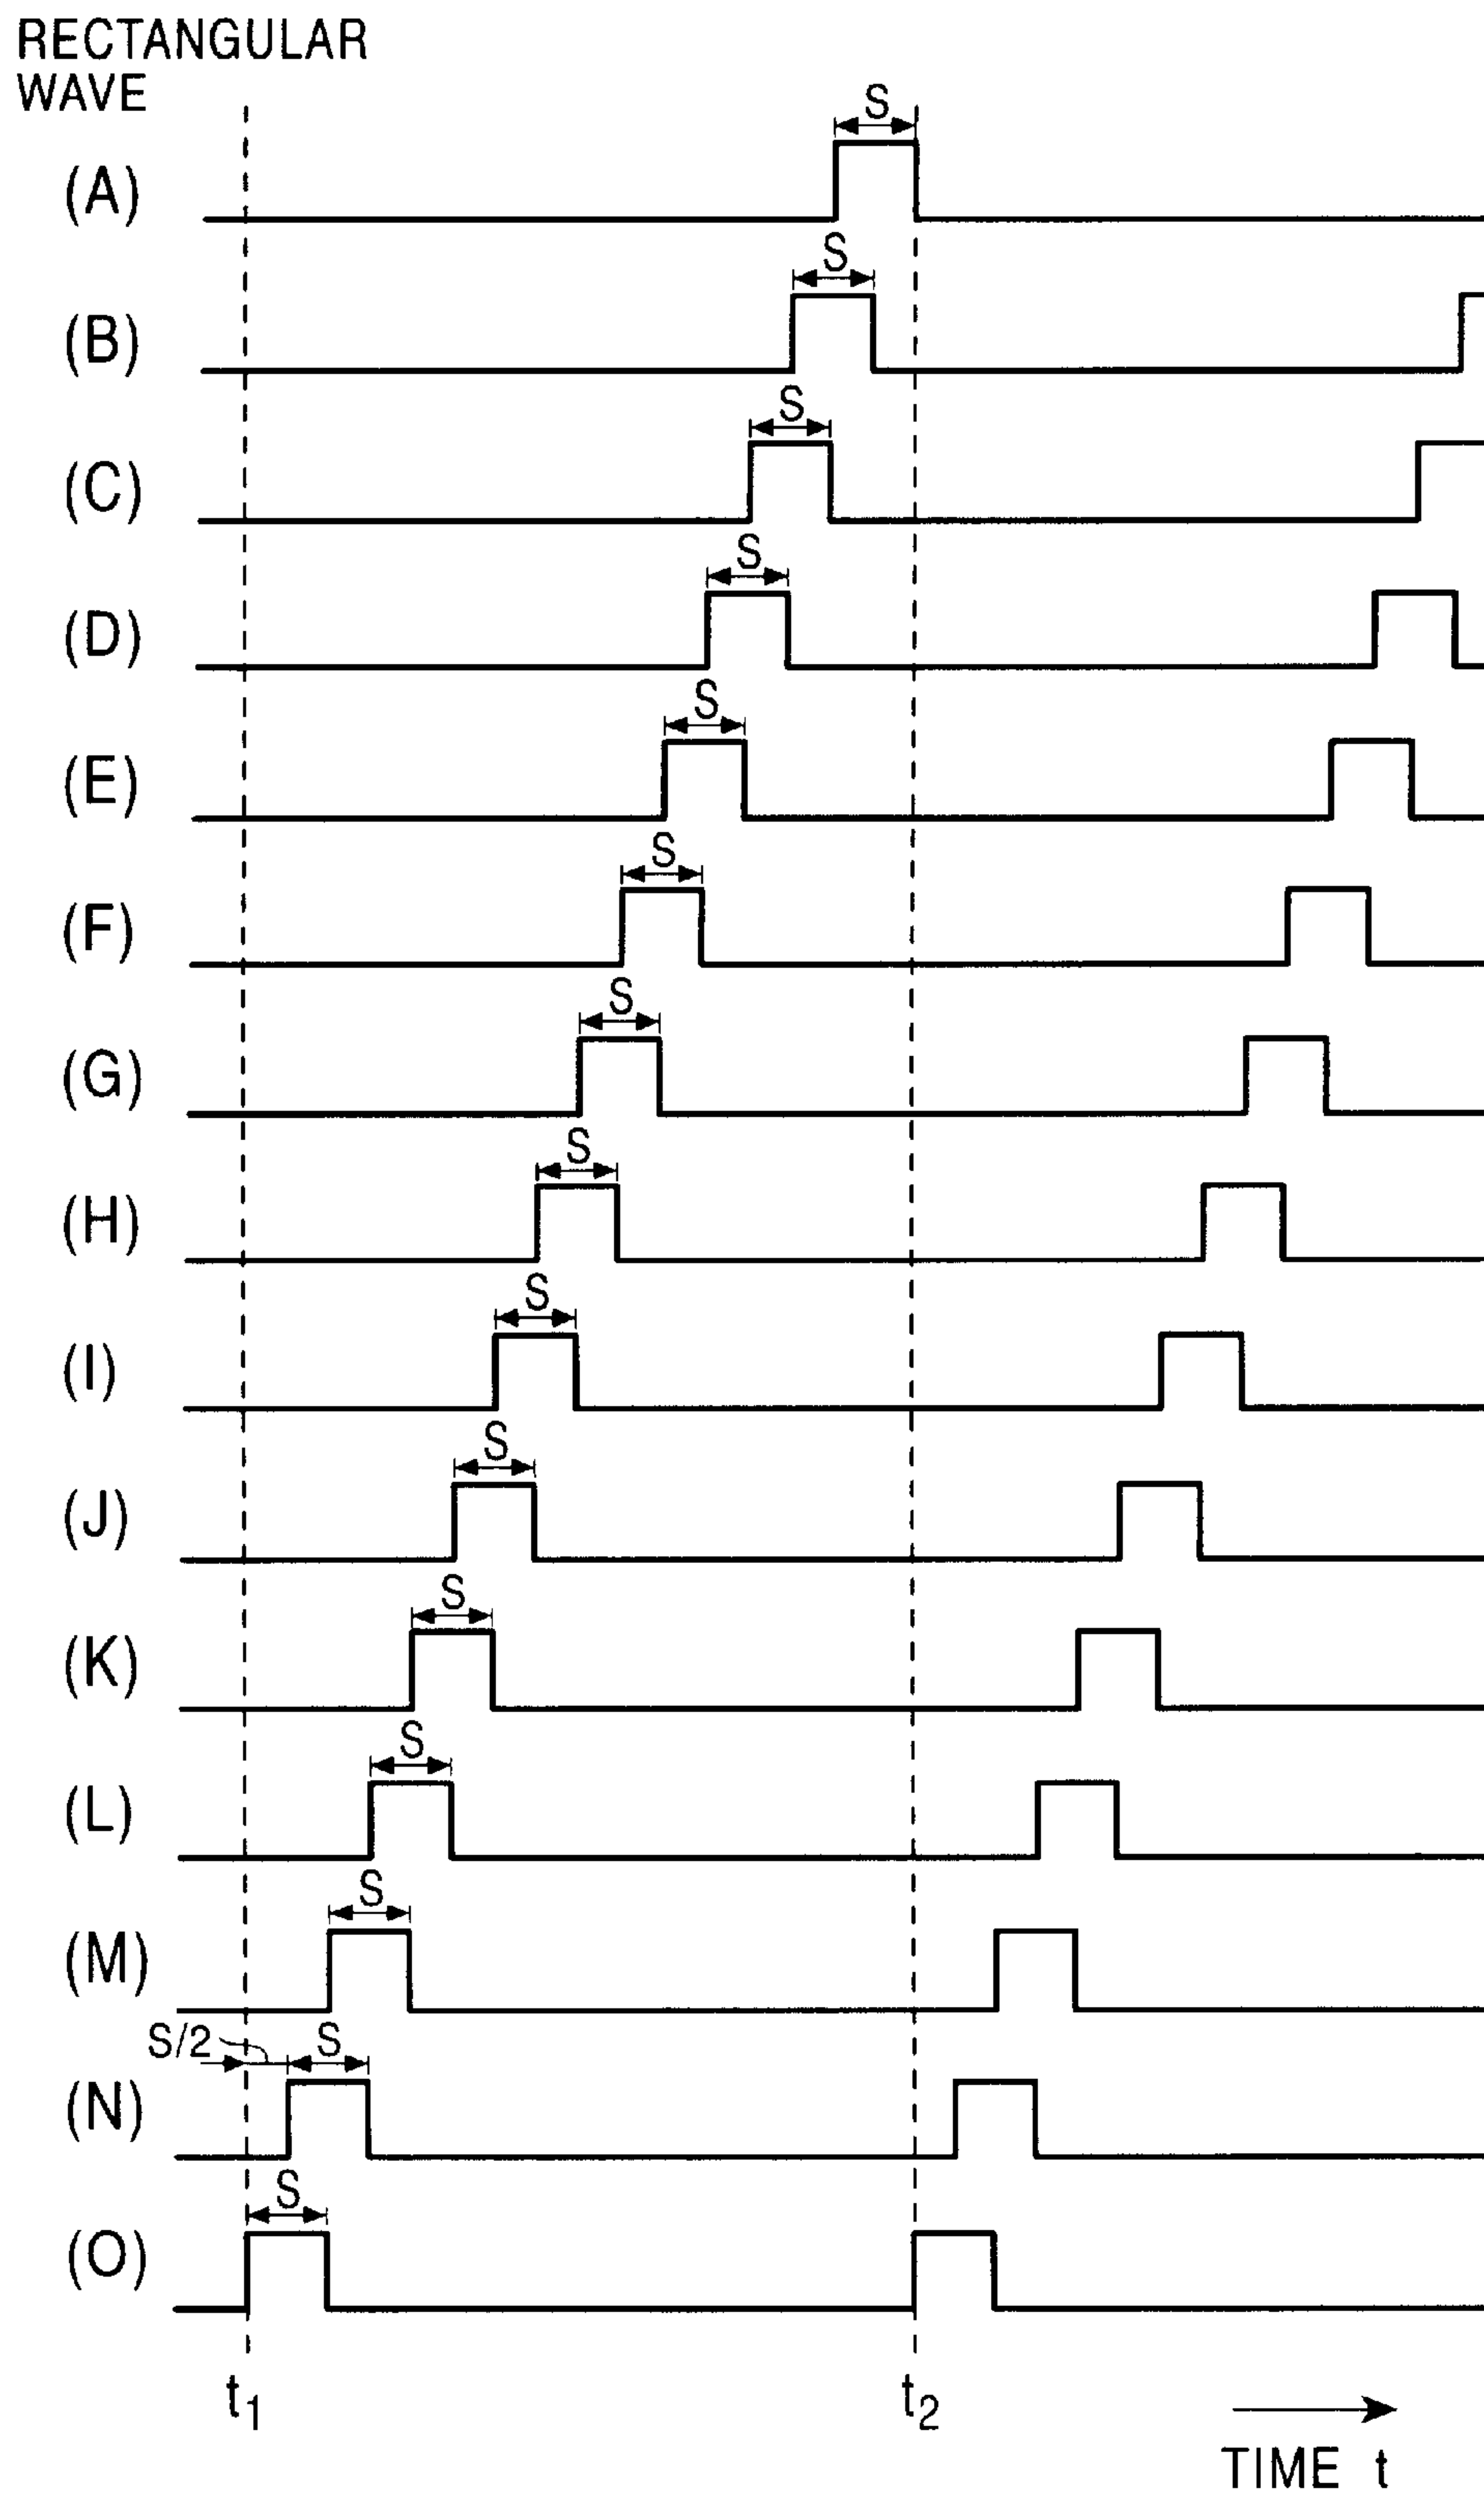 RECTANGULAR
WAVE
S
(A)
S
(B)
S
(C)
S
(D)
S
(E)
S
(F)
S
(G)
S
(H)
S
(I)
S
(J)
S
(K)
S
(L)
S
(M)
S/2 S
(N)
S
(O)
t1 t2
TIME t